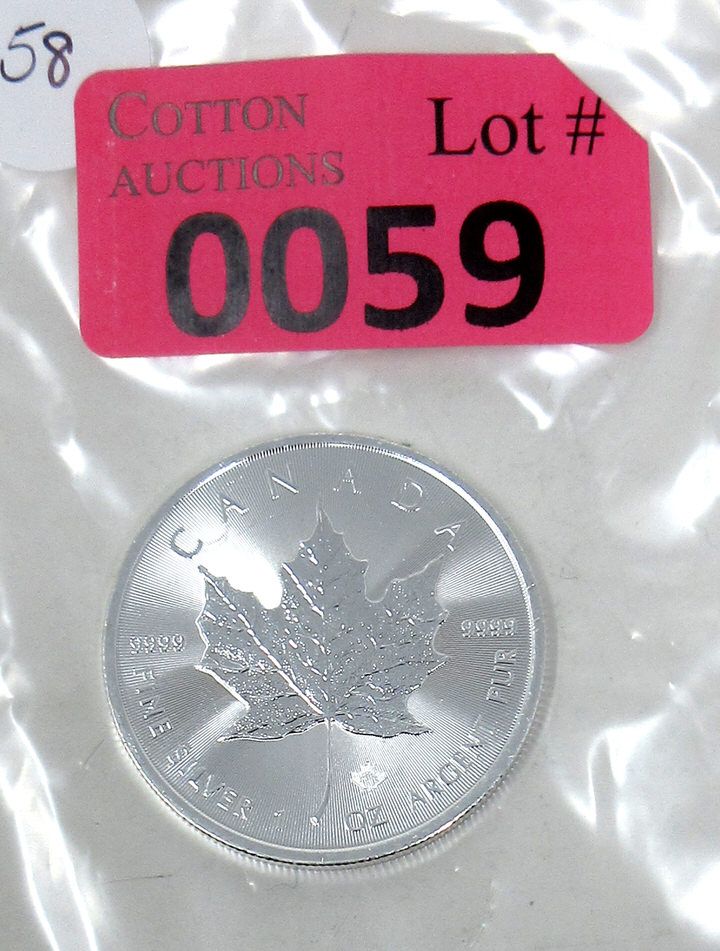 58
COTTON
AUCTIONS
Lot #
0059
CANADA
9999
9999
FINE SILVER 1 OZ ARGENT PUR